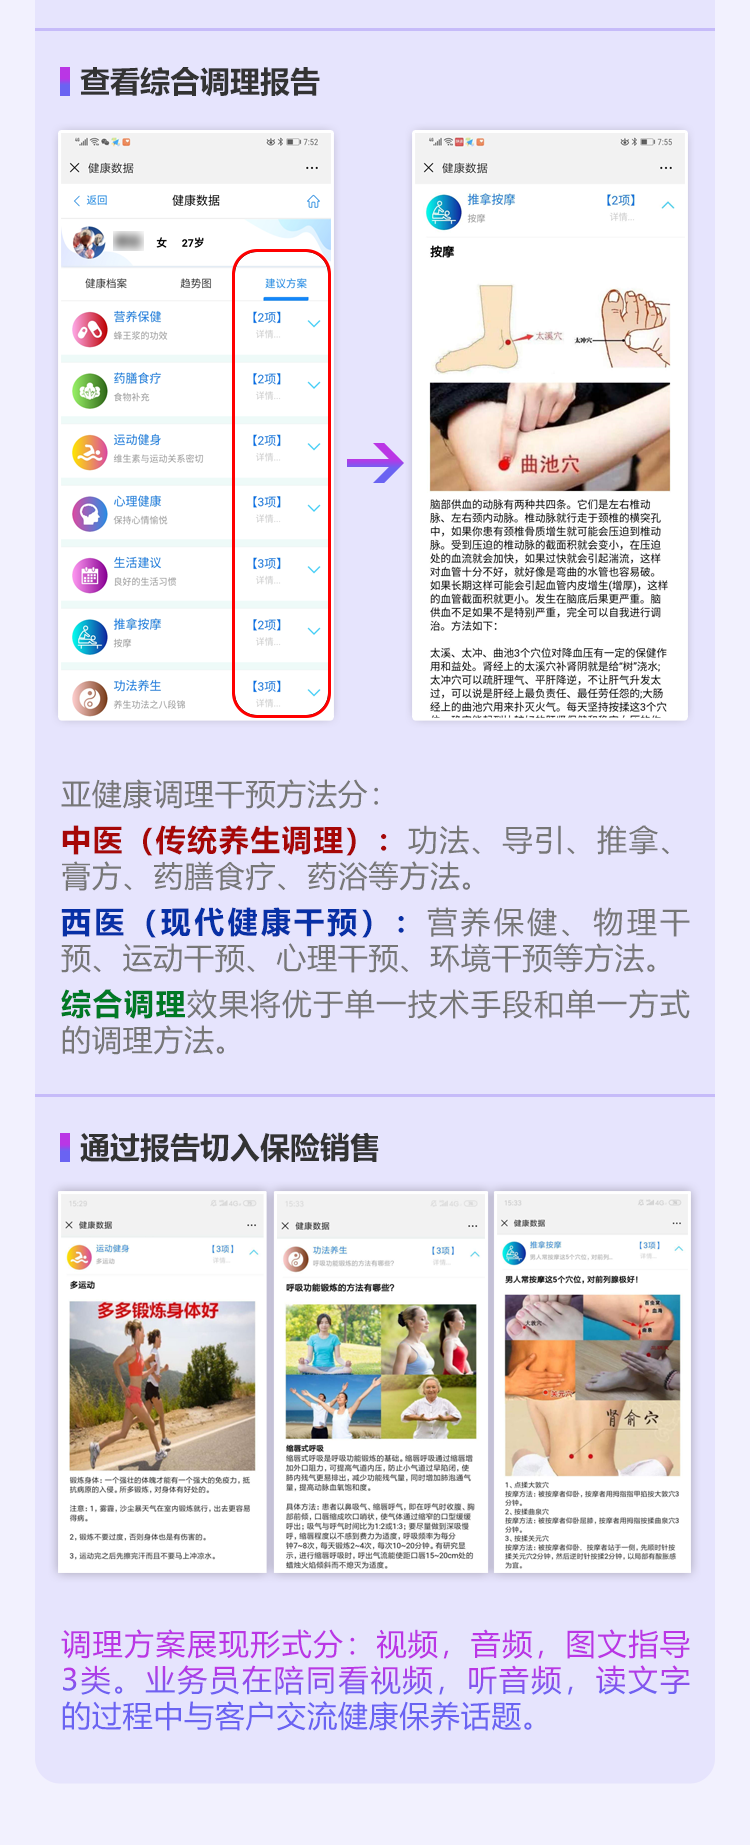 查看综合调理报告
7:52
健康数据
返回
健康数据
女 27岁
健康档案 趋势图 建议方案
营养保健 【2项】
蜂王浆的功效 详情...
药膳食疗 【2项】
食物补充 详情...
运动健身 【2项】
维生素与运动关系密切 详情...
心理健康 【3项】
保持心情愉悦 详情...
生活建议 【3项】
良好的生活习惯 详情...
推拿按摩 【2项】
按摩 详情...
功法养生 【3项】
养生功法之八段锦 详情...
7:55
健康数据
推拿按摩 【2项】
按摩 详情...
按摩
太溪穴
太冲穴
曲池穴
脑部供血的动脉有两种共四条。它们是左右椎动
脉、左右颈内动脉。椎动脉就行走于颈椎的横突孔
中，如果你患有颈椎骨质增生就可能会压迫到椎动
脉。受到压迫的椎动脉的截面积就会变小，在压迫
处的血流就会加快，如果过快就会引起湍流，这样
对血管十分不好，就好像是弯曲的水管也容易破。
如果长期这样可能会引起血管内皮增生(增厚)，这样
的血管截面积就更小。发生在脑底后果更严重。脑
供血不足如果不是特别严重，完全可以自我进行调
治。方法如下：
太溪、太冲、曲池3个穴位对降血压有一定的保健作
用和益处。肾经上的太溪穴补肾阴就是给“树”浇水;
太冲穴可以疏肝理气、平肝降逆，不让肝气升发太
过，可以说是肝经上最负责任、最任劳任怨的;大肠
经上的曲池穴用来扑灭火气。每天坚持按揉这3个穴
亚健康调理干预方法分：
中医（传统养生调理）：功法、导引、推拿、
膏方、药膳食疗、药浴等方法。
西医（现代健康干预）：营养保健、物理干
预、运动干预、心理干预、环境干预等方法。
综合调理效果将优于单一技术手段和单一方式
的调理方法。
通过报告切入保险销售
15:29
健康数据
运动健身 【3项】
多运动 详情...
多运动
多多锻炼身体好
锻炼身体：一个强壮的体魄才能有一个强大的免疫力，抵
抗病原的入侵。所多锻炼，对身体有好处的。
注意：1，雾霾，沙尘暴天气在室内锻炼就行，出去更容易
得病。
2，锻炼不要过度，否则身体也是有伤害的。
3，运动完之后先擦完汗而且不要马上冲凉水。
15:33
健康数据
功法养生 【3项】
呼吸功能锻炼的方法有哪些? 详情...
呼吸功能锻炼的方法有哪些?
缩唇式呼吸
缩唇式呼吸是呼吸功能锻炼的基础。缩唇呼吸通过缩唇增
加外口阻力，可提高气道内压，防止小气道过早陷闭，使
肺内残气更易排出，减少功能残气量，同时增加肺泡通气
量，提高动脉血氧饱和度。
具体方法：患者以鼻吸气、缩唇呼气，即在呼气时收腹、胸
部前倾，口唇缩成吹口哨状，使气体通过缩窄的口型缓缓
呼出；吸气与呼气时间比为1:2或1:3；要尽量做到深吸慢
呼，缩唇程度以不感到费力为适度，呼吸频率为每分
钟7~8次，每天锻炼2~4次，每次10~20分钟。有研究显
示，进行缩唇呼吸时，呼出气流能使距口唇15~20cm处的
蜡烛火焰倾斜而不熄灭为适度。
15:33
健康数据
推拿按摩 【3项】
男人常按摩这5个穴位，对前列... 详情...
男人常按摩这5个穴位，对前列腺极好！
大敦穴
血海
曲泉
关元穴
肾俞穴
1、点揉大敦穴
按摩方法：被按摩者仰卧，按摩者用拇指指甲掐按大敦穴3
分钟。
2、按揉曲泉穴
按摩方法：被按摩者仰卧屈膝，按摩者用拇指按揉曲泉穴3
分钟。
3、按揉关元穴
按摩方法：被按摩者仰卧，按摩者站于一侧，先顺时针按
揉关元穴2分钟，然后逆时针按揉2分钟，以局部有酸胀感
为宜。
调理方案展现形式分：视频，音频，图文指导
3类。业务员在陪同看视频，听音频，读文字
的过程中与客户交流健康保养话题。